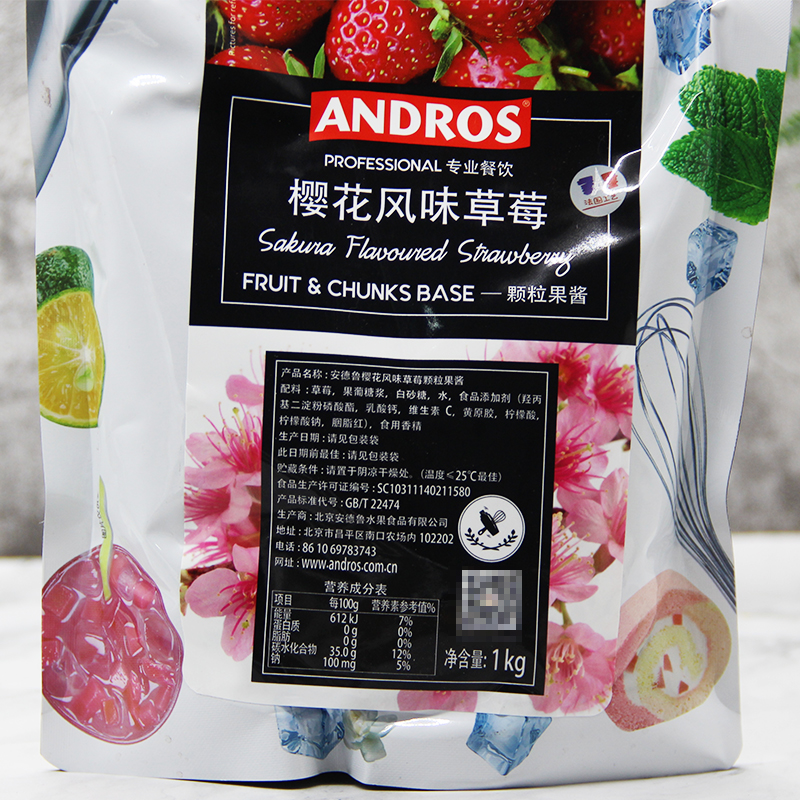 Pictures for ref
ANDROS®
PROFESSIONAL 专业餐饮
樱花风味草莓
法国工艺
Sakura Flavoured Strawberry
FRUIT & CHUNKS BASE — 颗粒果酱
产品名称:安德鲁樱花风味草莓颗粒果酱
配料:草莓,果葡糖浆,白砂糖,水,食品添加剂(羟丙
基二淀粉磷酸酯,乳酸钙,维生素 C,黄原胶,柠檬酸,
柠檬酸钠,胭脂红),食用香精
生产日期:请见包装袋
此日期前最佳:请见包装袋
贮藏条件:请置于阴凉干燥处。(温度≤25℃最佳)
食品生产许可证编号:SC10311140211580
产品标准代号:GB/T 22474
生产商:北京安德鲁水果食品有限公司
地址:北京市昌平区南口农场内 102202
电话:86 10 69783743
网址:www.andros.com.cn
营养成分表
项目 每100g 营养素参考值%
能量 612 kJ 7%
蛋白质 0 g 0%
脂肪 0 g 0%
碳水化合物 35.0 g 12%
钠 100 mg 5%
净含量: 1 kg